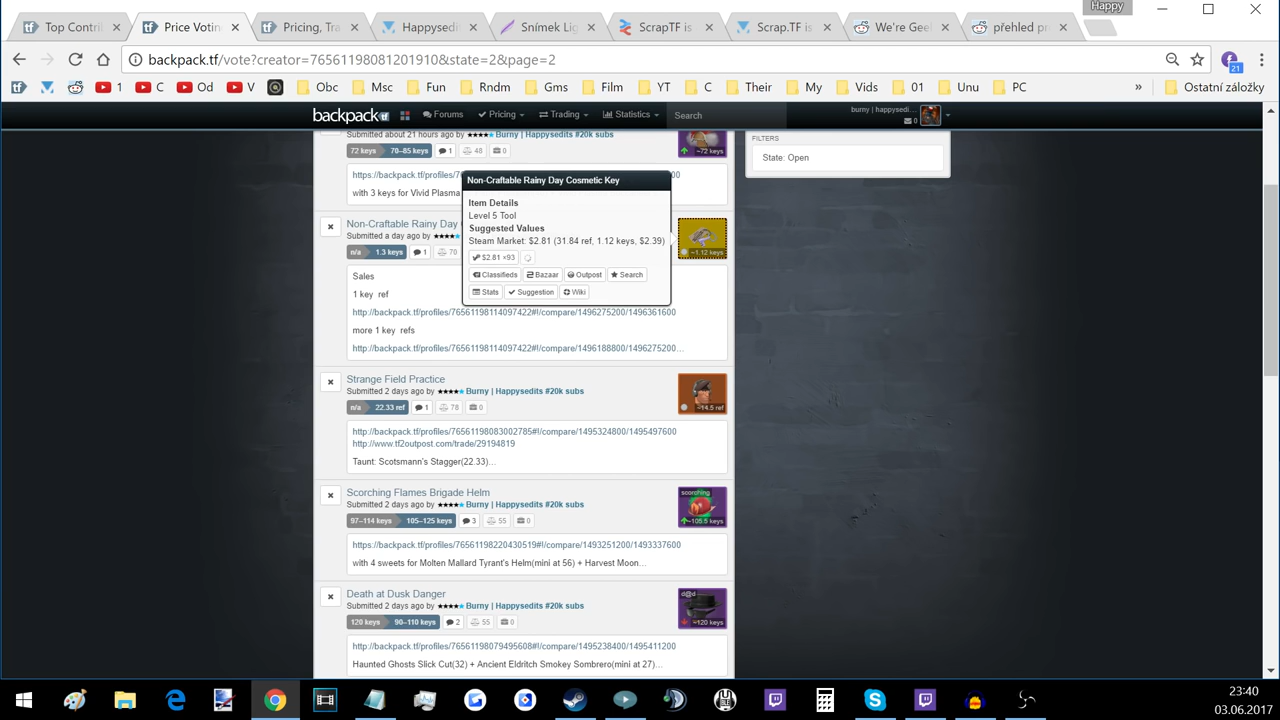 Happy
Top Contri
Price Votin
Pricing, Tra
Happysedi
Snímek Lig
ScrapTF is
Scrap.TF is
We're Geel
přehled pr
backpack.tf/vote?creator=76561198081201910&state=2&page=2
21
1
C
Od
V
Obc
Msc
Fun
Rndm
Gms
Film
YT
C
Their
My
Vids
01
Unu
PC
»
Ostatní záložky
backpack.tf
Forums
Pricing
Trading
Statistics
Search
burny | happysedi...
0
Submitted about 21 hours ago by ★★★★★ Burny | Happysedits #20k subs
72 keys 70–85 keys 1 48 0
~72 keys
with 3 keys for Vivid Plasma
FILTERS
State: Open
Non-Craftable Rainy Day Cosmetic Key
Item Details
Level 5 Tool
Suggested Values
Steam Market: $2.81 (31.84 ref, 1.12 keys, $2.39)
$2.81 ×93
Classifieds Bazaar Outpost Search
Stats Suggestion Wiki
Non-Craftable Rainy Day
Submitted a day ago by ★★★★
n/a 1.3 keys 1 70
~1.12 keys
Sales
1 key ref
http://backpack.tf/profiles/76561198114097422#!/compare/1496275200/1496361600
more 1 key refs
http://backpack.tf/profiles/76561198114097422#!/compare/1496188800/1496275200...
Strange Field Practice
Submitted 2 days ago by ★★★★★ Burny | Happysedits #20k subs
n/a 22.33 ref 1 78 0
~14.5 ref
http://backpack.tf/profiles/76561198083002785#!/compare/1495324800/1495497600
http://www.tf2outpost.com/trade/29194819
Taunt: Scotsmann's Stagger(22.33)...
Scorching Flames Brigade Helm
Submitted 2 days ago by ★★★★★ Burny | Happysedits #20k subs
97–114 keys 105–125 keys 3 55 0
scorching
~105.5 keys
https://backpack.tf/profiles/76561198220430519#!/compare/1493251200/1493337600
with 4 sweets for Molten Mallard Tyrant's Helm(mini at 56) + Harvest Moon...
Death at Dusk Danger
Submitted 2 days ago by ★★★★★ Burny | Happysedits #20k subs
120 keys 90–110 keys 2 55 0
d@d
~120 keys
http://backpack.tf/profiles/76561198079495608#!/compare/1495238400/1495411200
Haunted Ghosts Slick Cut(32) + Ancient Eldritch Smokey Sombrero(mini at 27)...
23:40
03.06.2017